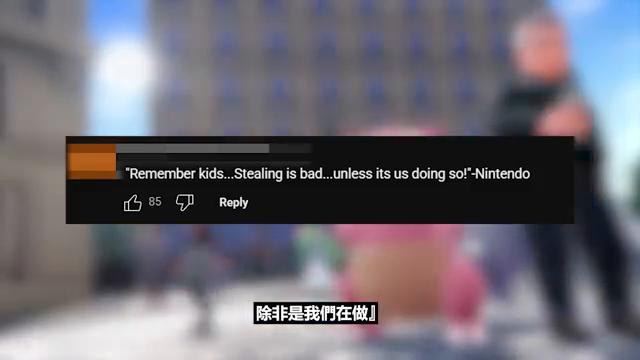 "Remember kids...Stealing is bad...unless its us doing so!"-Nintendo
85 Reply
除非是我們在做』